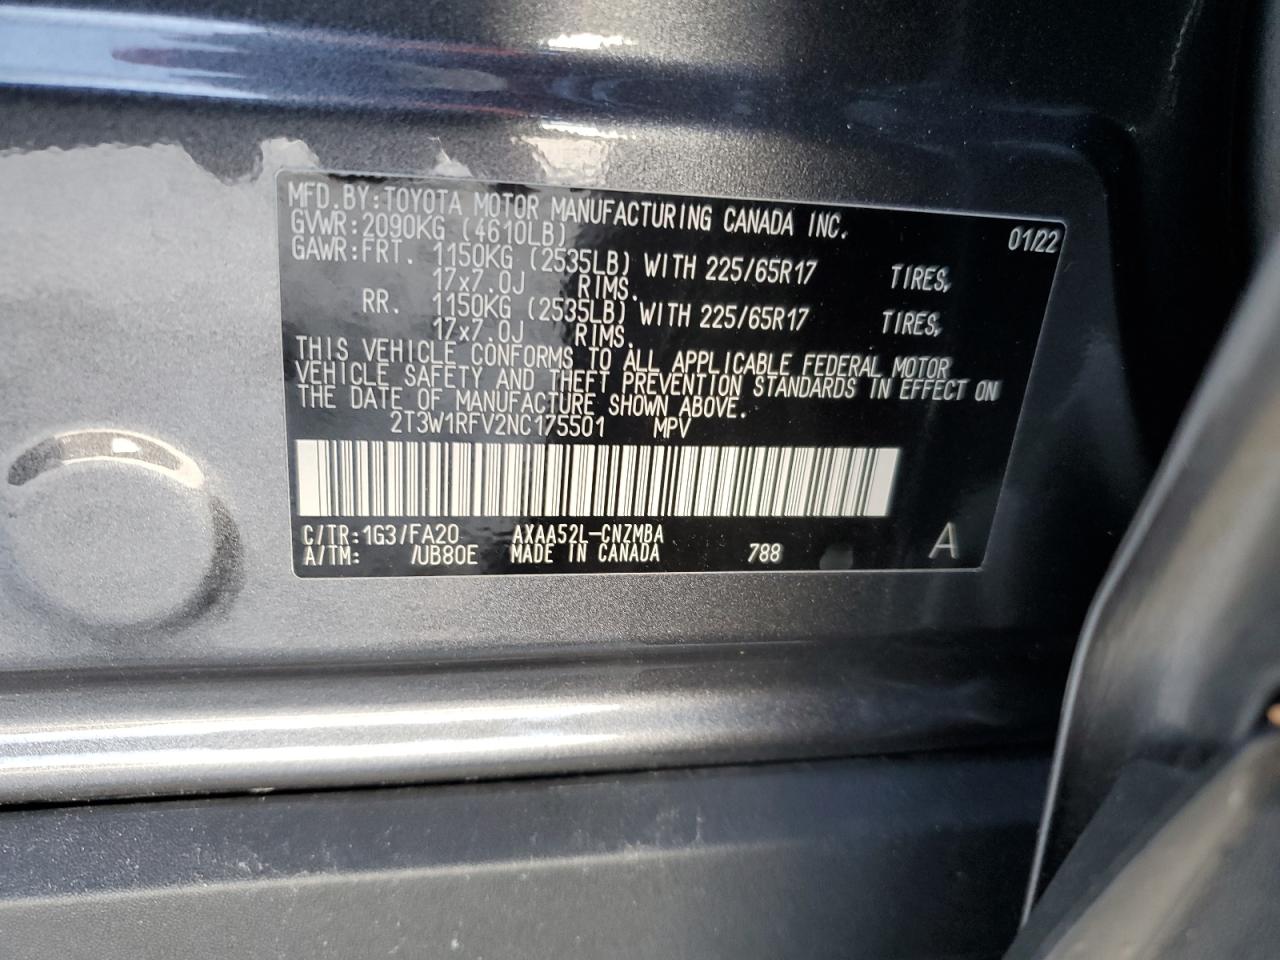 MFD.BY:TOYOTA MOTOR MANUFACTURING CANADA INC.
GVWR:2090KG (4610LB) 01/22
GAWR:FRT. 1150KG (2535LB) WITH 225/65R17 TIRES,
17x7.0J RIMS.
RR. 1150KG (2535LB) WITH 225/65R17 TIRES,
17x7.0J RIMS.
THIS VEHICLE CONFORMS TO ALL APPLICABLE FEDERAL MOTOR
VEHICLE SAFETY AND THEFT PREVENTION STANDARDS IN EFFECT ON
THE DATE OF MANUFACTURE SHOWN ABOVE.
2T3W1RFV2NC175501 MPV
C/TR:1G3/FA20 AXAA52L-CNZMBA
A/TM: /UB80E MADE IN CANADA 788 A